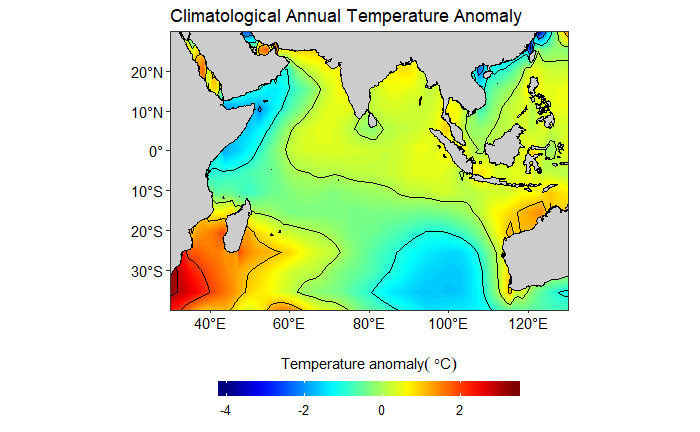 Climatological Annual Temperature Anomaly
20°N
10°N
0°
10°S
20°S
30°S
40°E 60°E 80°E 100°E 120°E
Temperature anomaly( °C)
-4 -2 0 2